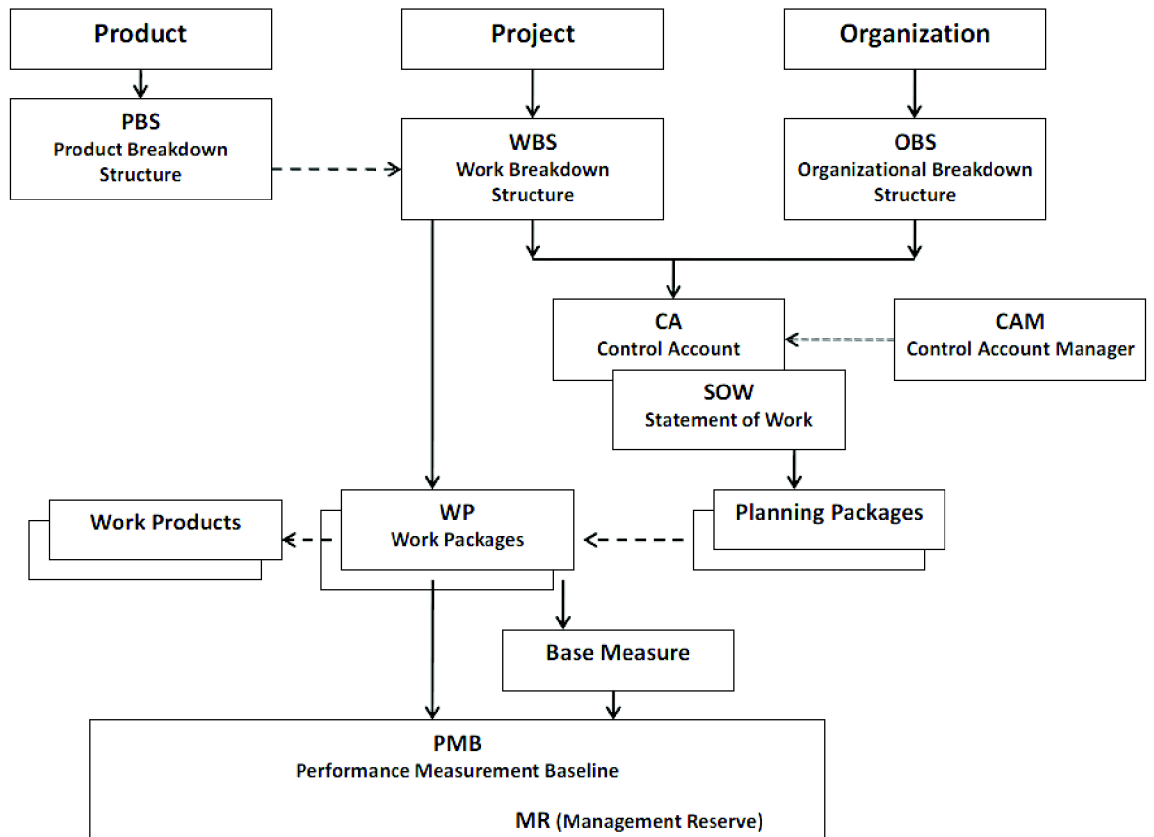 Product
Project
Organization
PBS
Product Breakdown
Structure
WBS
Work Breakdown
Structure
OBS
Organizational Breakdown
Structure
CA
Control Account
CAM
Control Account Manager
SOW
Statement of Work
Work Products
WP
Work Packages
Planning Packages
Base Measure
PMB
Performance Measurement Baseline
MR (Management Reserve)